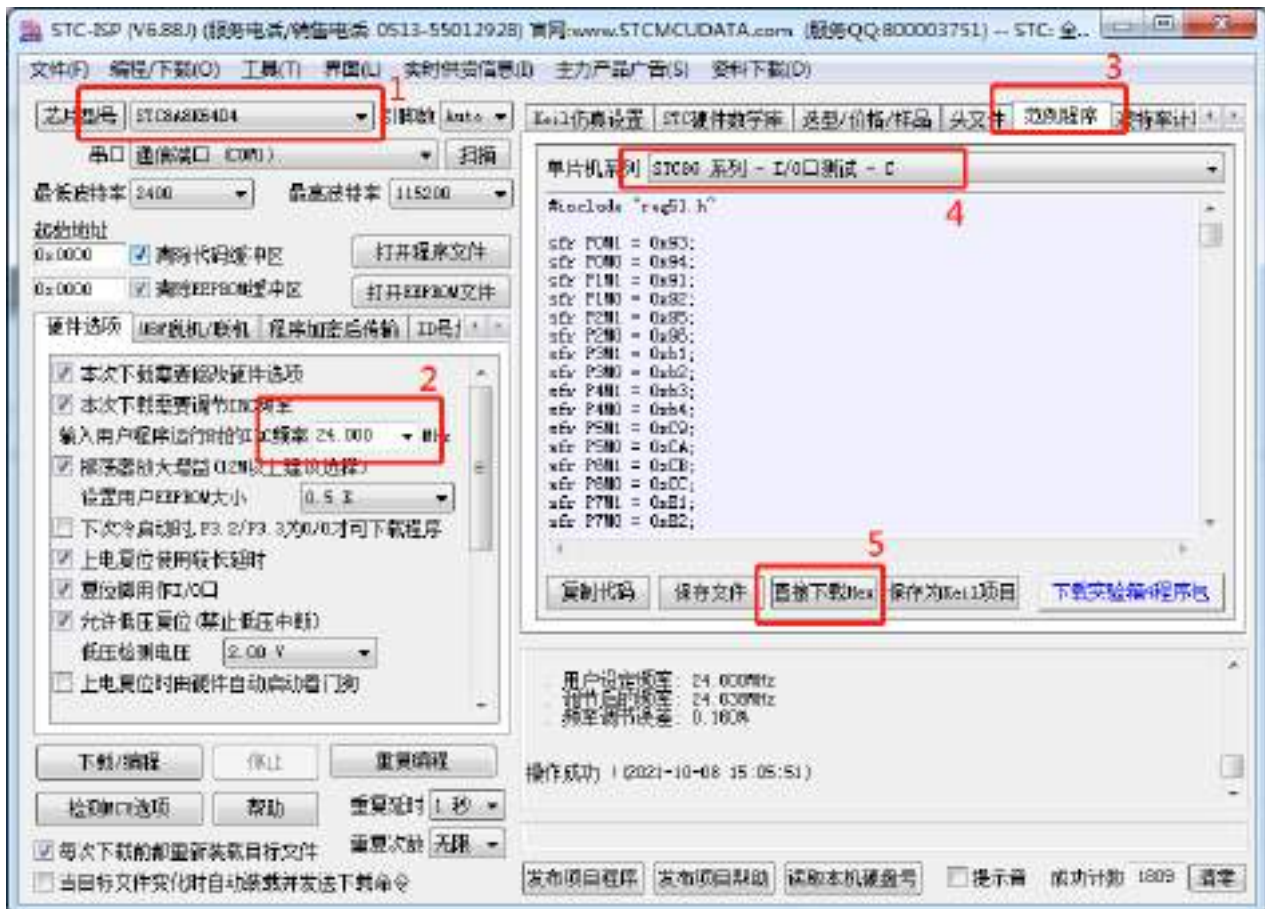 STC-ISP (V6.88J) (服务电话/销售电话: 0513-55012928) 官网:www.STCMCUDATA.com (服务QQ:800003751) -- STC: 全..
文件(F) 编程/下载(O) 工具(T) 界面(L) 实时供货信息(I) 主力产品广告(S) 资料下载(D)
1
3
芯片型号 STC8A8K64D4 引脚数 Auto
Keil仿真设置 STC硬件数学库 选型/价格/样品 头文件 范例程序 波特率计
串口 通信端口 (COM1) 扫描
单片机系列 STC8G 系列 - I/O口测试 - C
4
最低波特率 2400 最高波特率 115200
#include "reg51.h"
起始地址
0x0000 清除代码缓冲区 打开程序文件
0x0000 清除EEPROM缓冲区 打开EEPROM文件
sfr P0M1 = 0x93;
sfr P0M0 = 0x94;
sfr P1M1 = 0x91;
sfr P1M0 = 0x92;
sfr P2M1 = 0x95;
sfr P2M0 = 0x96;
sfr P3M1 = 0xb1;
sfr P3M0 = 0xb2;
sfr P4M1 = 0xb3;
sfr P4M0 = 0xb4;
sfr P5M1 = 0xC9;
sfr P5M0 = 0xCA;
sfr P6M1 = 0xCB;
sfr P6M0 = 0xCC;
sfr P7M1 = 0xE1;
sfr P7M0 = 0xE2;
硬件选项 USB脱机/联机 程序加密后传输 ID号
本次下载需要修改硬件选项
2
本次下载需要调节IRC频率
输入用户程序运行时的IRC频率 24.000 MHz
振荡器放大增益(12M以上建议选择)
设置用户EEPROM大小 0.5 K
下次冷启动时,P3.2/P3.3为0/0才可下载程序
上电复位使用较长延时
复位脚用作I/O口
允许低压复位(禁止低压中断)
低压检测电压 2.00 V
上电复位时由硬件自动启动看门狗
5
复制代码 保存文件 直接下载Hex 保存为Keil项目 下载实验箱4程序包
. 用户设定频率: 24.000MHz
. 调节后的频率: 24.038MHz
. 频率调节误差: 0.160%
操作成功 !(2021-10-08 15:05:51)
下载/编程 停止 重复编程
检测MCU选项 帮助 重复延时 1 秒
每次下载前都重新装载目标文件 重复次数 无限
当目标文件变化时自动装载并发送下载命令
发布项目程序 发布项目帮助 读取本机硬盘号 提示音 成功计数 1809 清零